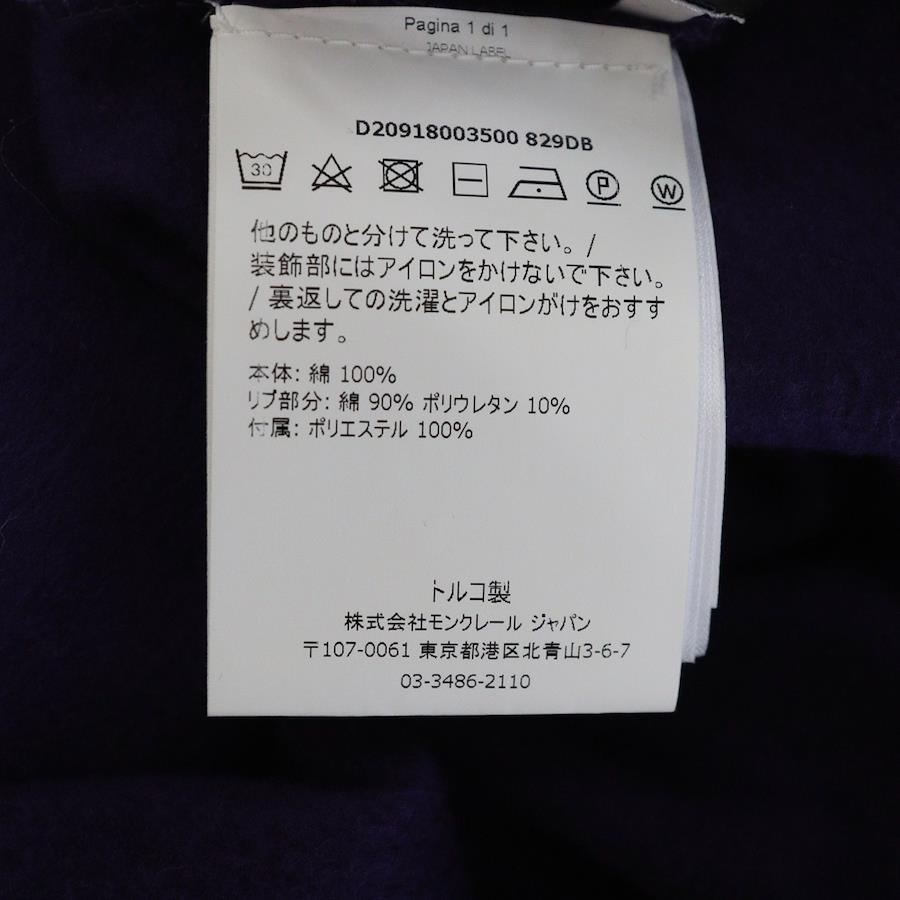 Pagina 1 di 1
JAPAN LABEL
D20918003500 829DB
30 P W
他のものと分けて洗って下さい。/
装飾部にはアイロンをかけないで下さい。
/ 裏返しての洗濯とアイロンがけをおすす
めします。
本体: 綿 100%
リブ部分: 綿 90% ポリウレタン 10%
付属: ポリエステル 100%
トルコ製
株式会社モンクレール ジャパン
〒107-0061 東京都港区北青山3-6-7
03-3486-2110